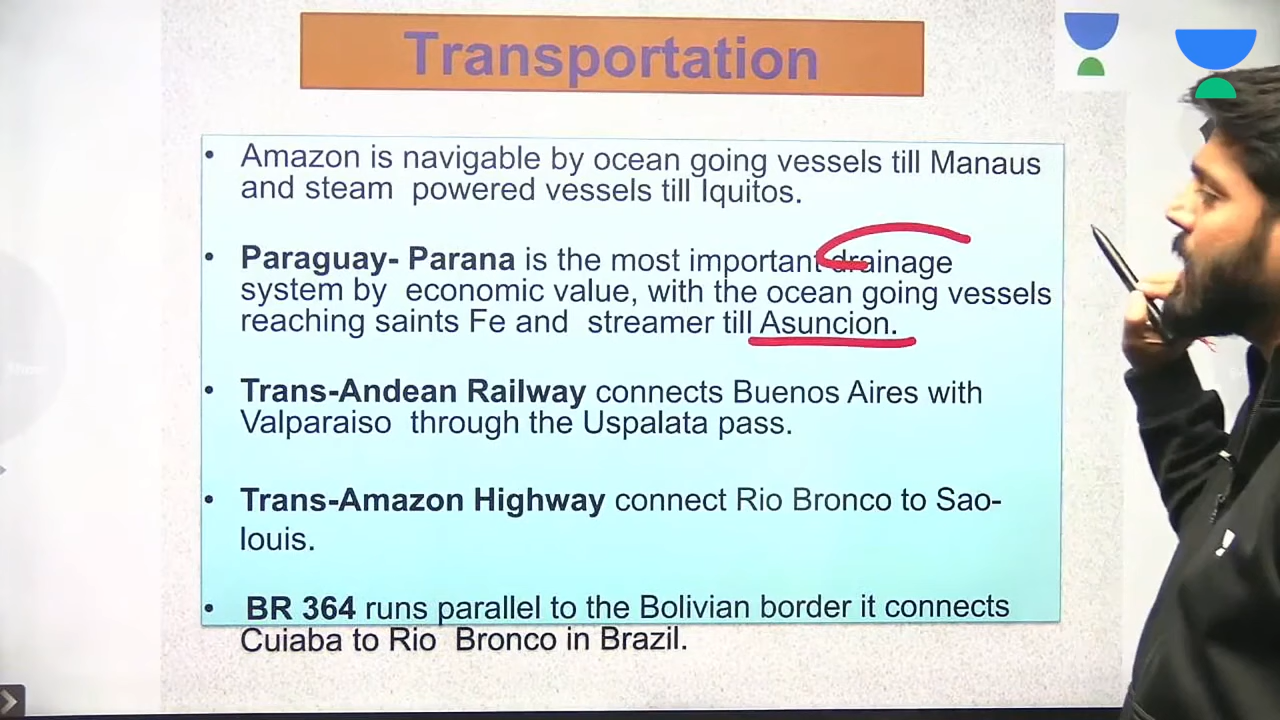 Transportation
• Amazon is navigable by ocean going vessels till Manaus
and steam powered vessels till Iquitos.
• Paraguay- Parana is the most important drainage
system by economic value, with the ocean going vessels
reaching saints Fe and streamer till Asuncion.
• Trans-Andean Railway connects Buenos Aires with
Valparaiso through the Uspalata pass.
• Trans-Amazon Highway connect Rio Bronco to Sao-
louis.
• BR 364 runs parallel to the Bolivian border it connects
Cuiaba to Rio Bronco in Brazil.